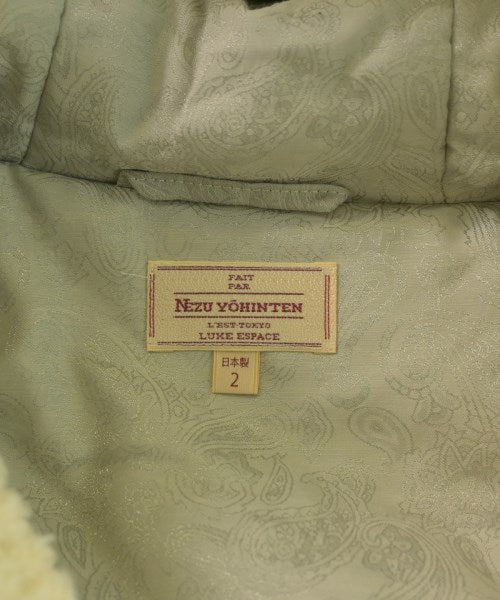 FAIT
PAR
NEZU YŌHINTEN
L'EST-TOKYO
LUKE ESPACE
日本製
2